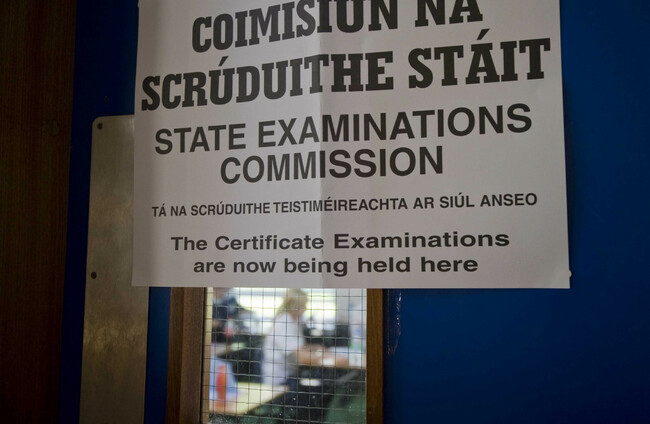 COIMISIÚN NA
SCRÚDUITHE STÁIT
STATE EXAMINATIONS
COMMISSION
TÁ NA SCRÚDUITHE TEISTIMÉIREACHTA AR SIÚL ANSEO
The Certificate Examinations
are now being held here